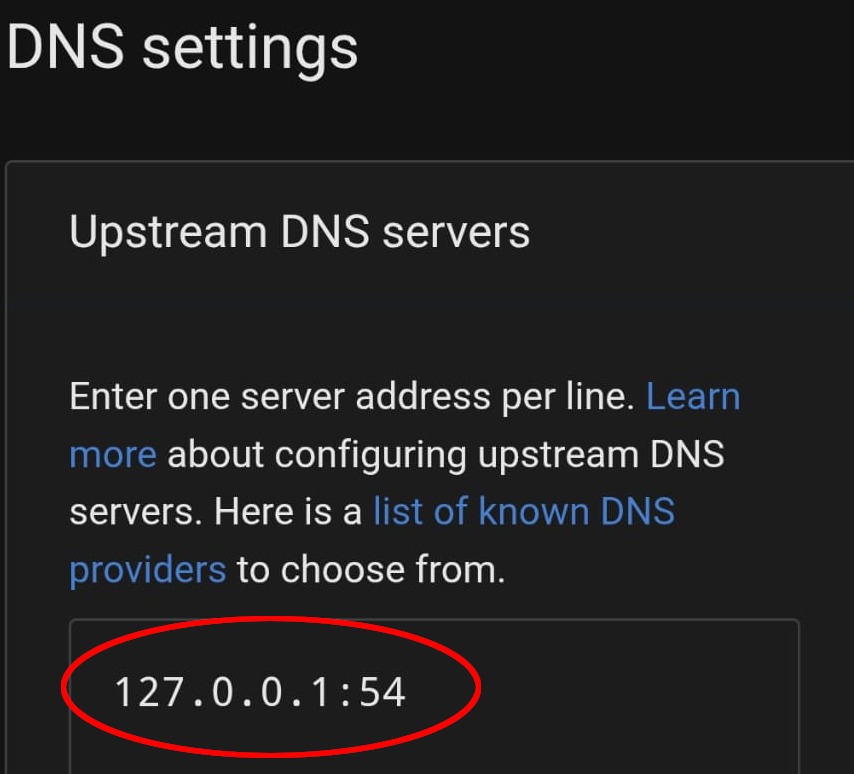 DNS settings
Upstream DNS servers
Enter one server address per line. Learn
more about configuring upstream DNS
servers. Here is a list of known DNS
providers to choose from.
127.0.0.1:54